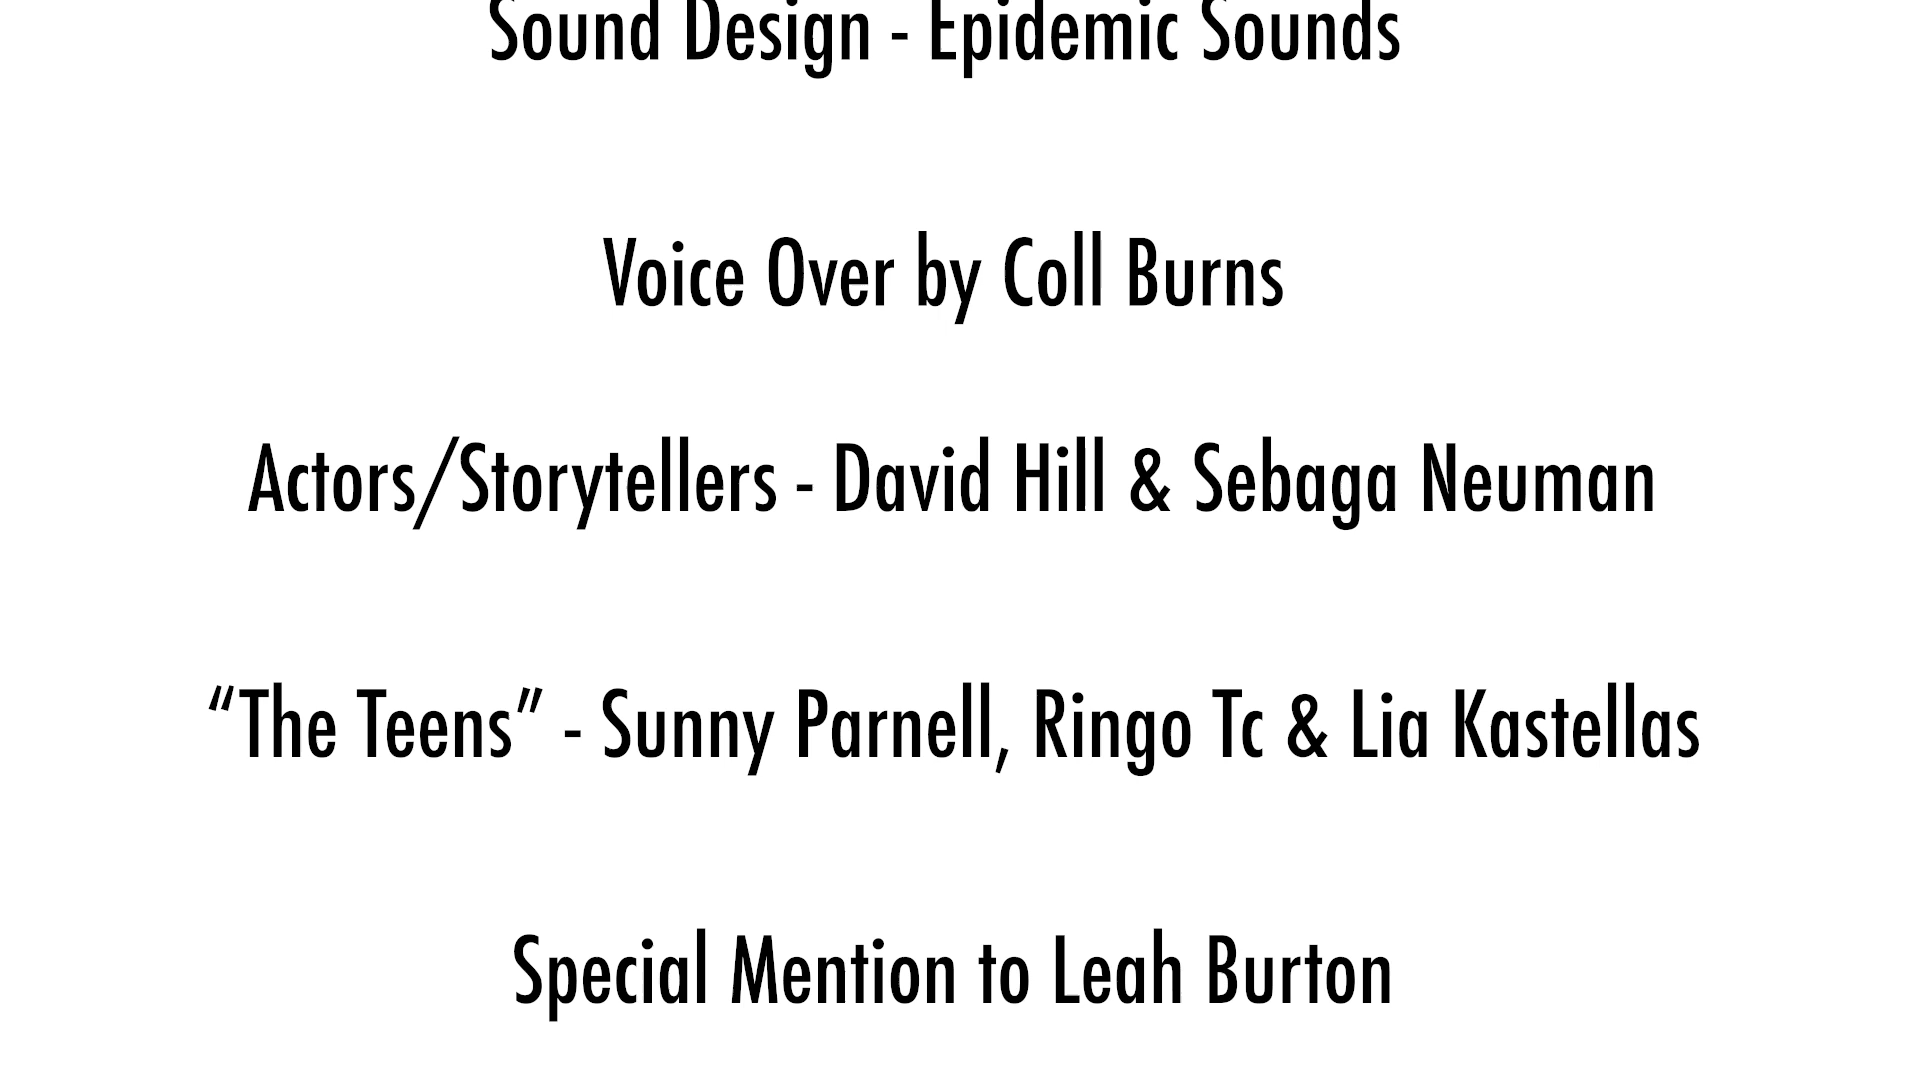 Sound Design - Epidemic Sounds
Voice Over by Coll Burns
Actors/Storytellers - David Hill & Sebaga Neuman
“The Teens” - Sunny Parnell, Ringo Tc & Lia Kastellas
Special Mention to Leah Burton